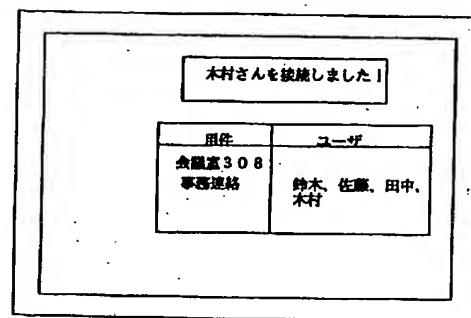 木村さんを接続しました！
用件 ユーザ
会議室３０８
事務連絡 鈴木、佐藤、田中、
木村